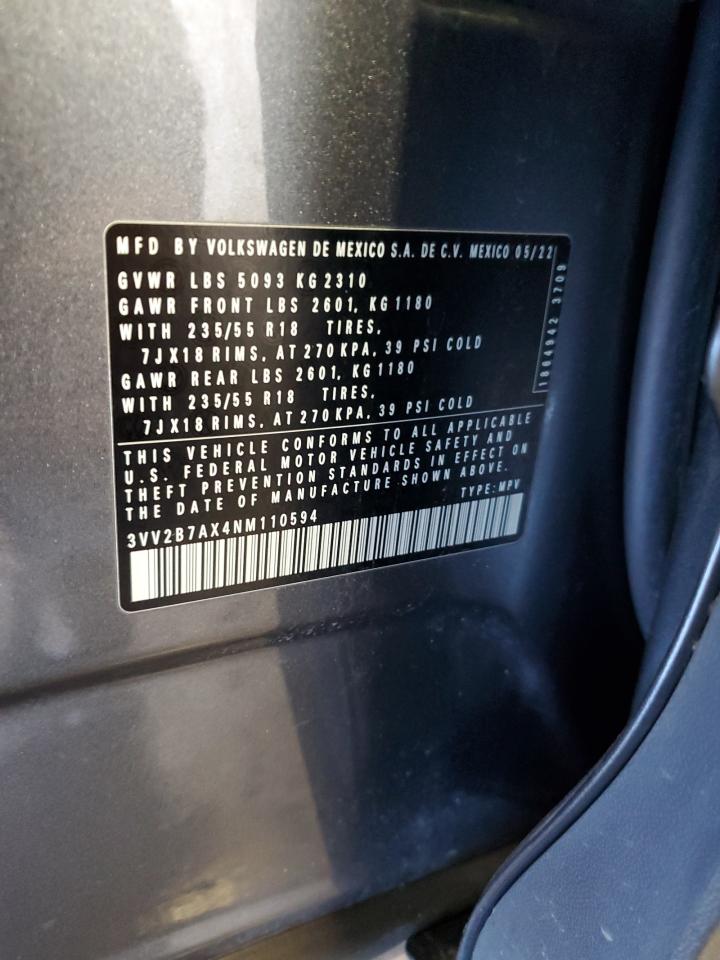 MFD BY VOLKSWAGEN DE MEXICO S.A. DE C.V. MEXICO 05/22
GVWR LBS 5093 KG 2310
GAWR FRONT LBS 2601, KG 1180
WITH 235/55 R18 TIRES,
7JX18 RIMS, AT 270 KPA, 39 PSI COLD
GAWR REAR LBS 2601, KG 1180
WITH 235/55 R18 TIRES,
7JX18 RIMS, AT 270 KPA, 39 PSI COLD
1804942 3709
THIS VEHICLE CONFORMS TO ALL APPLICABLE
U.S. FEDERAL MOTOR VEHICLE SAFETY AND
THEFT PREVENTION STANDARDS IN EFFECT ON
THE DATE OF MANUFACTURE SHOWN ABOVE.
TYPE: MPV
3VV2B7AX4NM110594